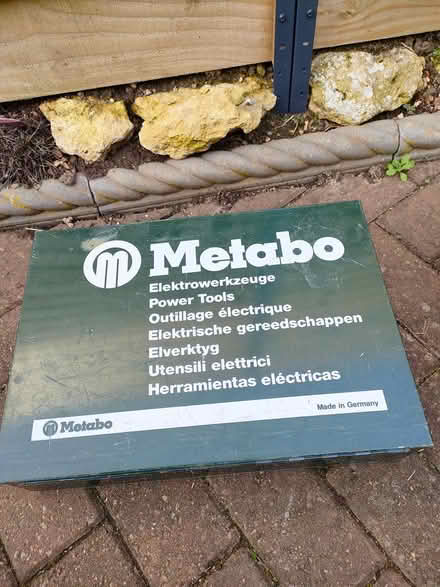 Metabo
Elektrowerkzeuge
Power Tools
Outillage électrique
Elektrische gereedschappen
Elverktyg
Utensili elettrici
Herramientas eléctricas
Metabo Made in Germany